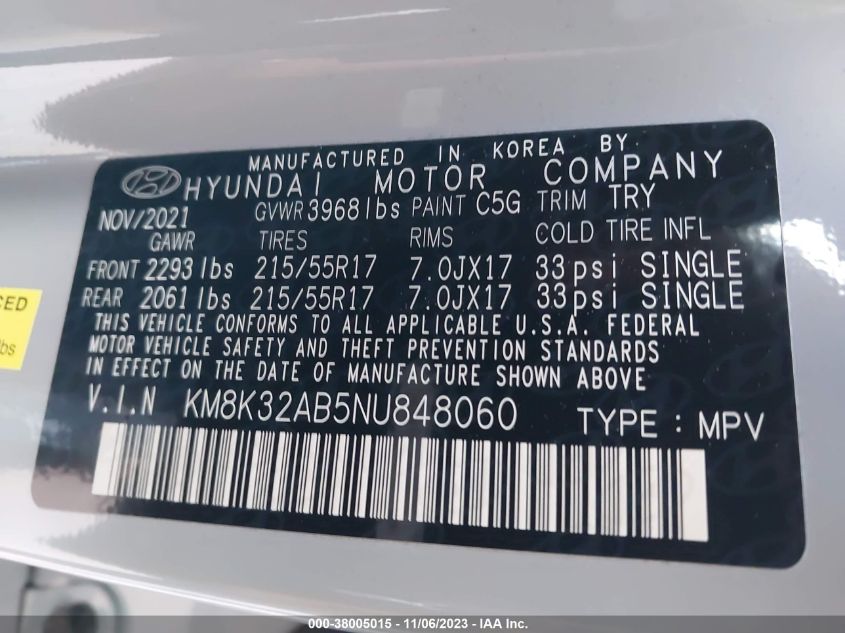 MANUFACTURED IN KOREA BY
HYUNDAI MOTOR COMPANY
NOV/2021 GVWR 3968 lbs PAINT C5G TRIM TRY
GAWR TIRES RIMS COLD TIRE INFL
FRONT 2293 lbs 215/55R17 7.0JX17 33psi SINGLE
REAR 2061 lbs 215/55R17 7.0JX17 33psi SINGLE
THIS VEHICLE CONFORMS TO ALL APPLICABLE U.S.A. FEDERAL
MOTOR VEHICLE SAFETY AND THEFT PREVENTION STANDARDS
IN EFFECT ON THE DATE OF MANUFACTURE SHOWN ABOVE
V.I.N KM8K32AB5NU848060 TYPE : MPV
000-38005015 - 11/06/2023 - IAA Inc.